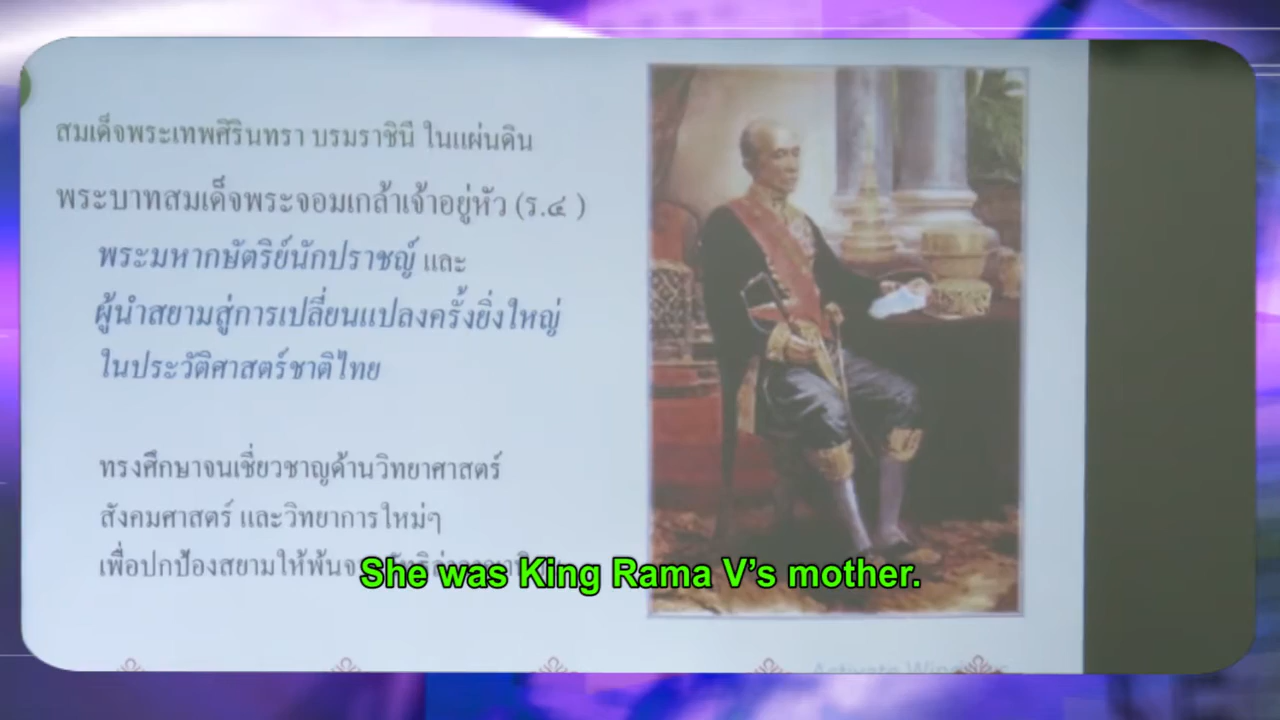 สมเด็จพระเทพศิรินทรา บรมราชินี ในแผ่นดิน
พระบาทสมเด็จพระจอมเกล้าเจ้าอยู่หัว (ร.๔ )
พระมหากษัตริย์นักปราชญ์ และ
ผู้นำสยามสู่การเปลี่ยนแปลงครั้งยิ่งใหญ่
ในประวัติศาสตร์ชาติไทย
ทรงศึกษาจนเชี่ยวชาญด้านวิทยาศาสตร์
สังคมศาสตร์ และวิทยาการใหม่ๆ
เพื่อปกป้องสยามให้พ้น
She was King Rama V’s mother.
Activate Windows